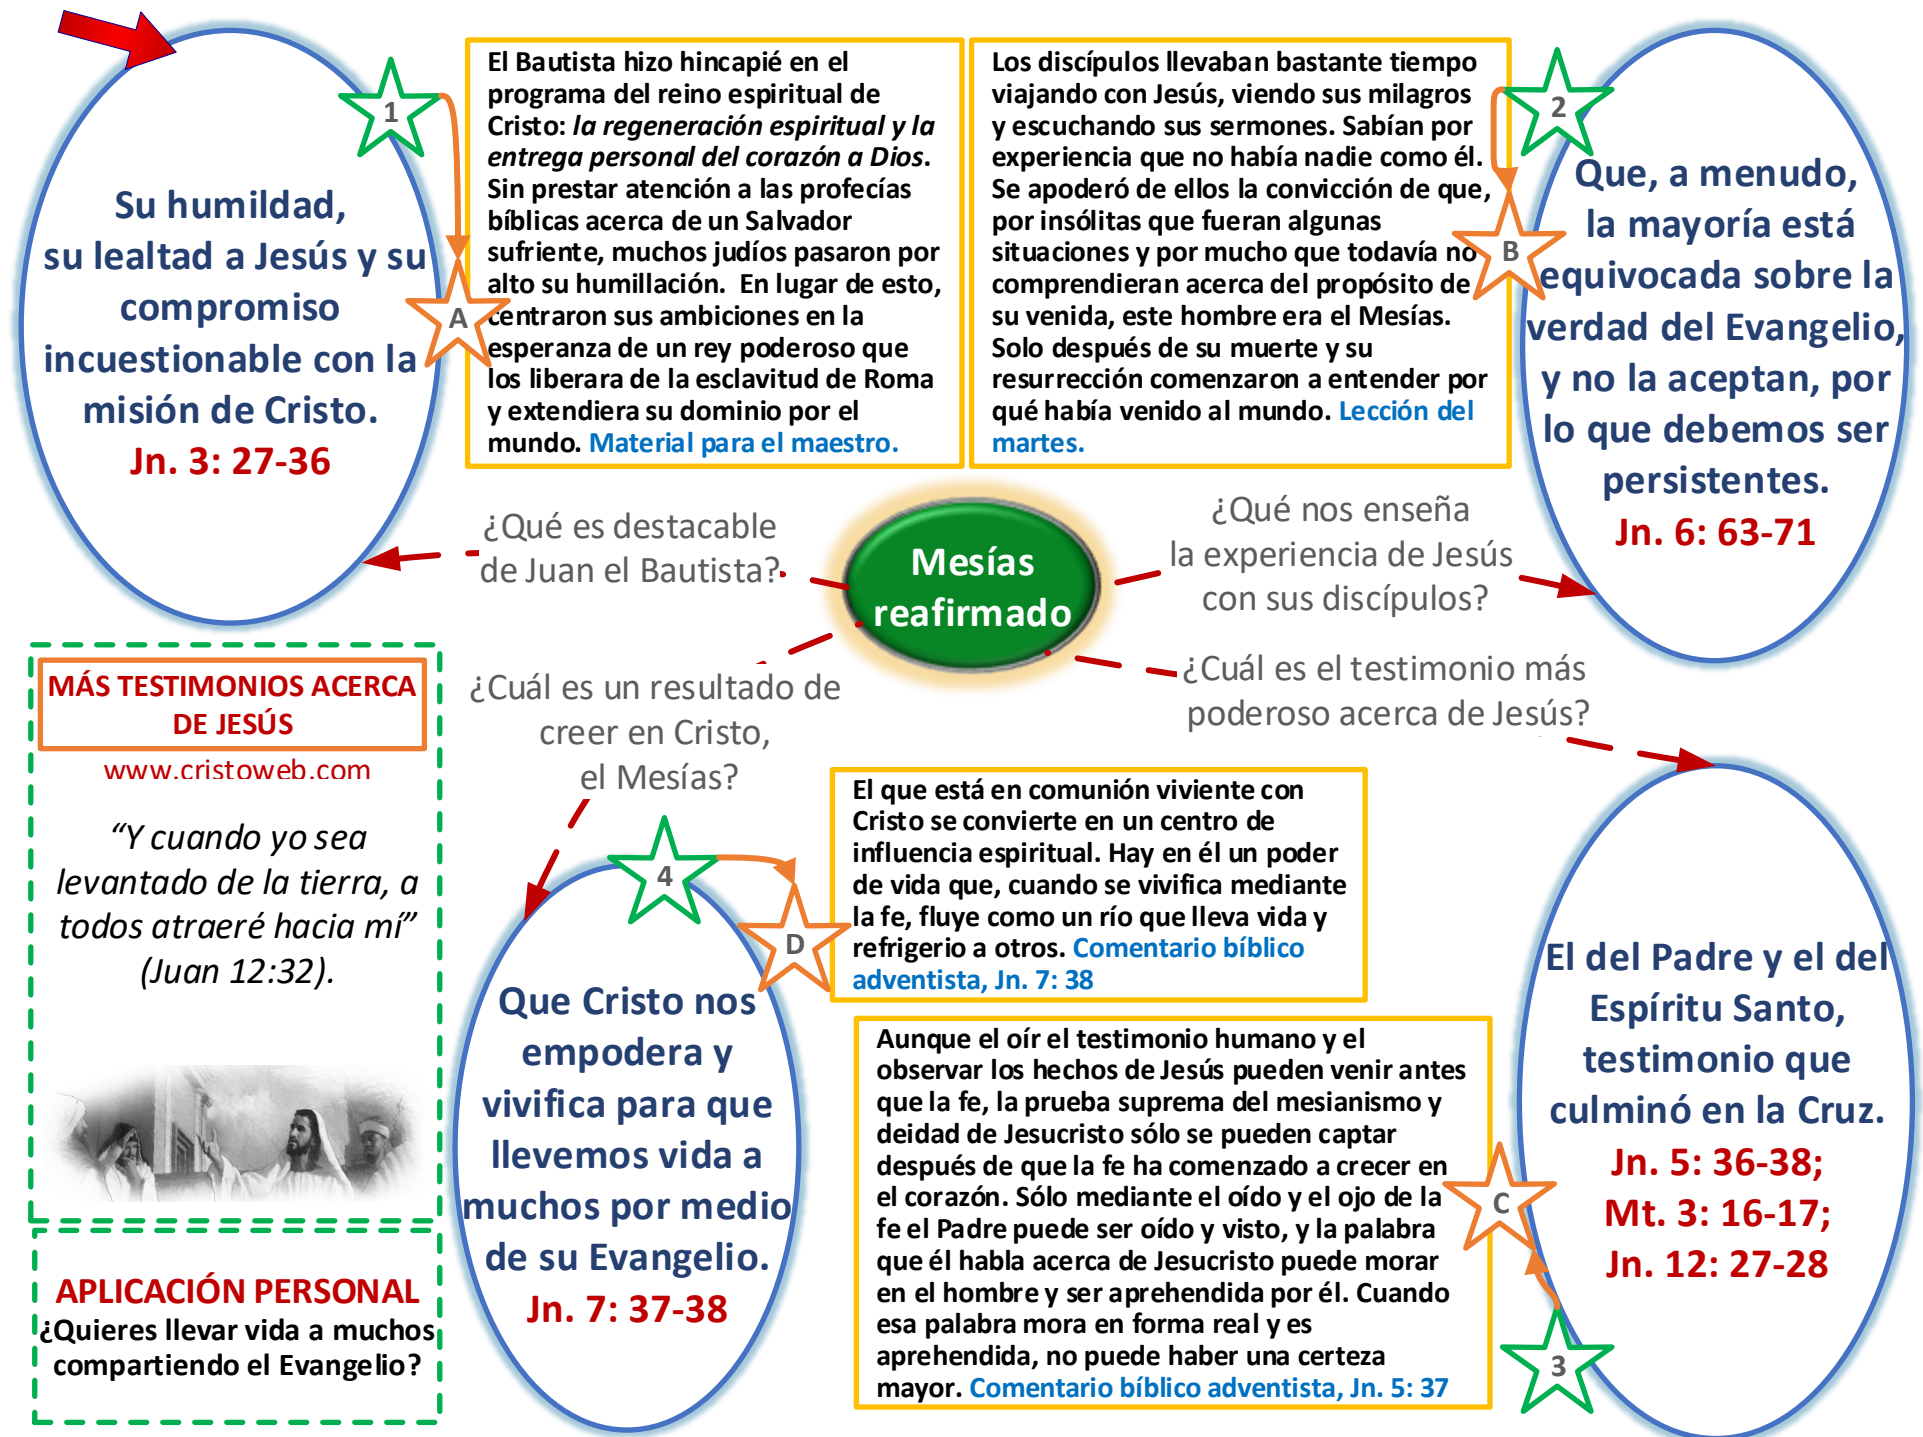 1
Su humildad,
su lealtad a Jesús y su
compromiso
incuestionable con la
misión de Cristo.
Jn. 3: 27-36
A
El Bautista hizo hincapié en el
programa del reino espiritual de
Cristo: la regeneración espiritual y la
entrega personal del corazón a Dios.
Sin prestar atención a las profecías
bíblicas acerca de un Salvador
sufriente, muchos judíos pasaron por
alto su humillación. En lugar de esto,
centraron sus ambiciones en la
esperanza de un rey poderoso que
los liberara de la esclavitud de Roma
y extendiera su dominio por el
mundo. Material para el maestro.
Los discípulos llevaban bastante tiempo
viajando con Jesús, viendo sus milagros
y escuchando sus sermones. Sabían por
experiencia que no había nadie como él.
Se apoderó de ellos la convicción de que,
por insólitas que fueran algunas
situaciones y por mucho que todavía no
comprendieran acerca del propósito de
su venida, este hombre era el Mesías.
Solo después de su muerte y su
resurrección comenzaron a entender por
qué había venido al mundo. Lección del
martes.
B
2
Que, a menudo,
la mayoría está
equivocada sobre la
verdad del Evangelio,
y no la aceptan, por
lo que debemos ser
persistentes.
Jn. 6: 63-71
¿Qué es destacable
de Juan el Bautista?
Mesías
reafirmado
¿Qué nos enseña
la experiencia de Jesús
con sus discípulos?
¿Cuál es un resultado de
creer en Cristo,
el Mesías?
¿Cuál es el testimonio más
poderoso acerca de Jesús?
MÁS TESTIMONIOS ACERCA
DE JESÚS
www.cristoweb.com
“Y cuando yo sea
levantado de la tierra, a
todos atraeré hacia mí”
(Juan 12:32).
APLICACIÓN PERSONAL
¿Quieres llevar vida a muchos
compartiendo el Evangelio?
4
Que Cristo nos
empodera y
vivifica para que
llevemos vida a
muchos por medio
de su Evangelio.
Jn. 7: 37-38
D
El que está en comunión viviente con
Cristo se convierte en un centro de
influencia espiritual. Hay en él un poder
de vida que, cuando se vivifica mediante
la fe, fluye como un río que lleva vida y
refrigerio a otros. Comentario bíblico
adventista, Jn. 7: 38
Aunque el oír el testimonio humano y el
observar los hechos de Jesús pueden venir antes
que la fe, la prueba suprema del mesianismo y
deidad de Jesucristo sólo se pueden captar
después de que la fe ha comenzado a crecer en
el corazón. Sólo mediante el oído y el ojo de la
fe el Padre puede ser oído y visto, y la palabra
que él habla acerca de Jesucristo puede morar
en el hombre y ser aprehendida por él. Cuando
esa palabra mora en forma real y es
aprehendida, no puede haber una certeza
mayor. Comentario bíblico adventista, Jn. 5: 37
C
El del Padre y el del
Espíritu Santo,
testimonio que
culminó en la Cruz.
Jn. 5: 36-38;
Mt. 3: 16-17;
Jn. 12: 27-28
3